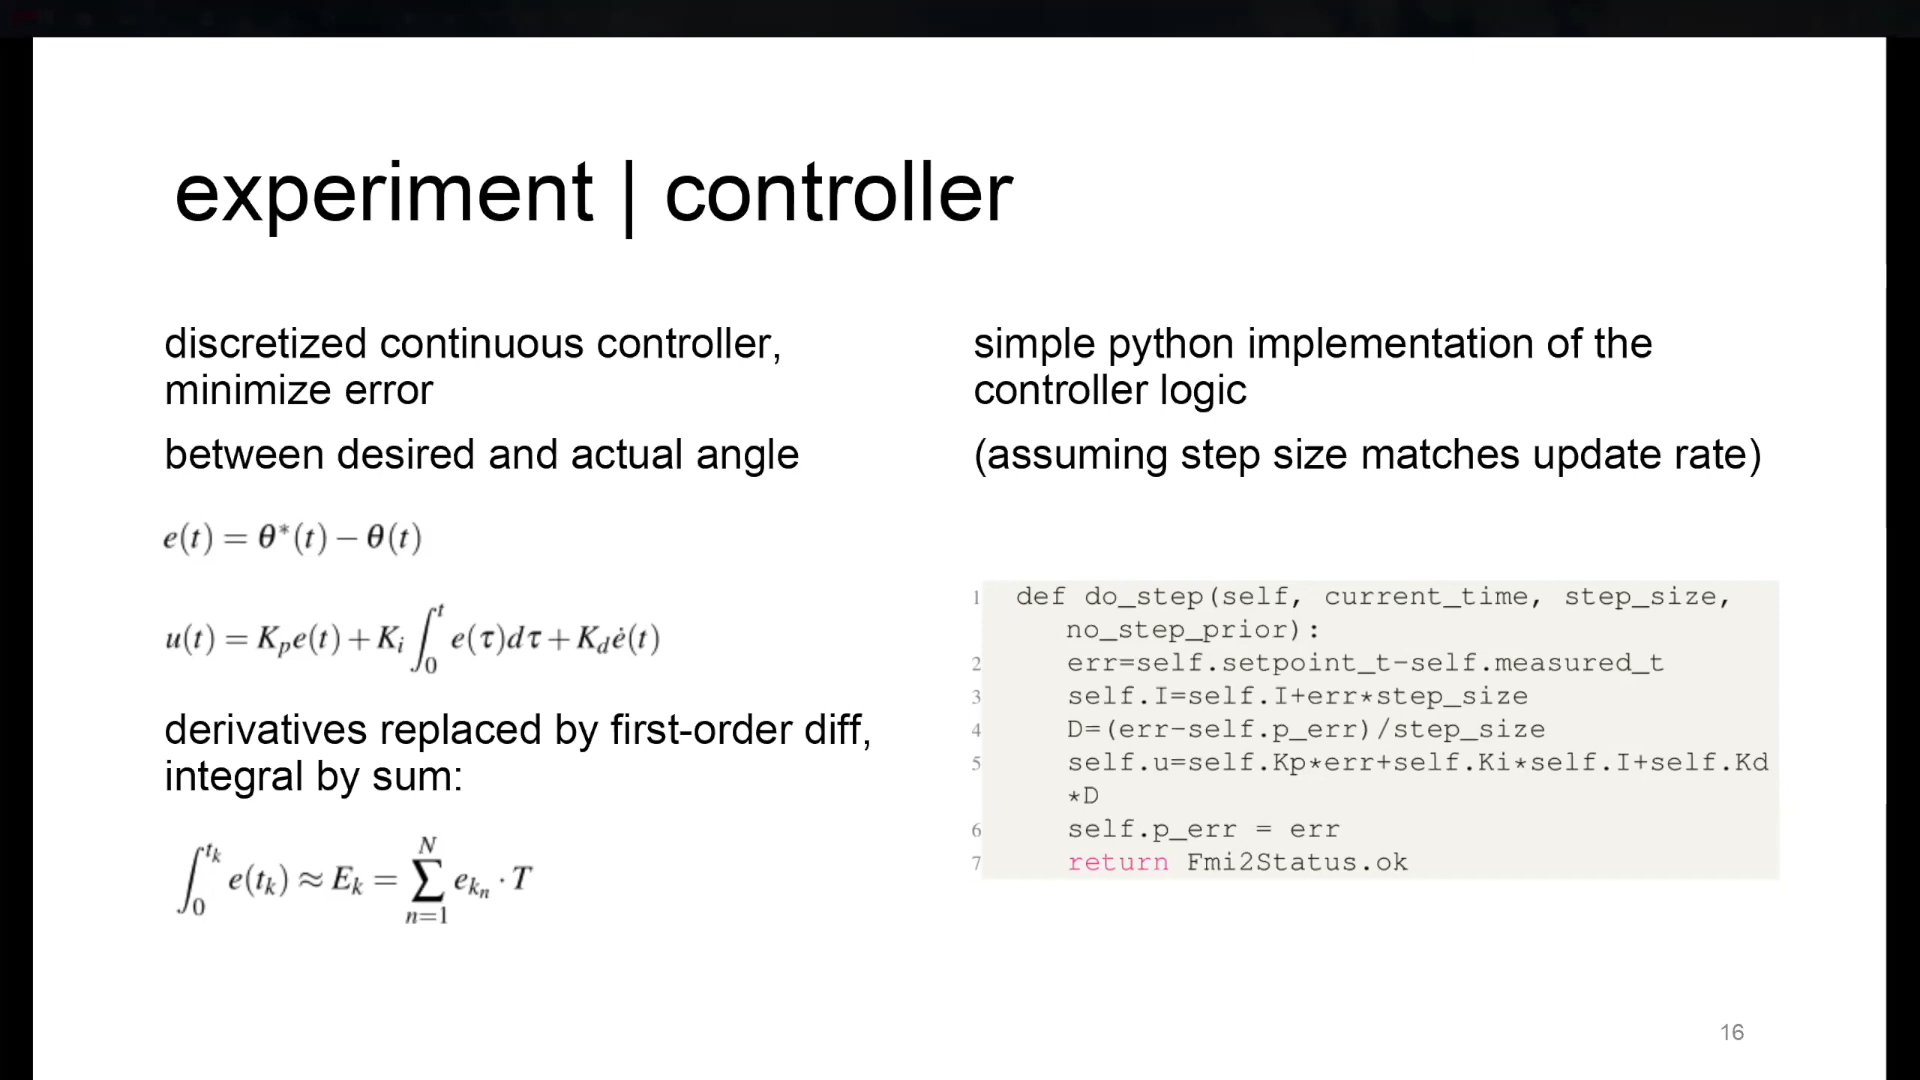 experiment | controller
discretized continuous controller,
minimize error
between desired and actual angle
e(t) = θ*(t) − θ(t)
u(t) = K_p e(t) + K_i ∫_0^t e(τ)dτ + K_d ė(t)
derivatives replaced by first-order diff,
integral by sum:
∫_0^{t_k} e(t_k) ≈ E_k = ∑_{n=1}^N e_{k_n} · T
simple python implementation of the
controller logic
(assuming step size matches update rate)
1 def do_step(self, current_time, step_size,
no_step_prior):
2 err=self.setpoint_t-self.measured_t
3 self.I=self.I+err*step_size
4 D=(err-self.p_err)/step_size
5 self.u=self.Kp*err+self.Ki*self.I+self.Kd
*D
6 self.p_err = err
7 return Fmi2Status.ok
16